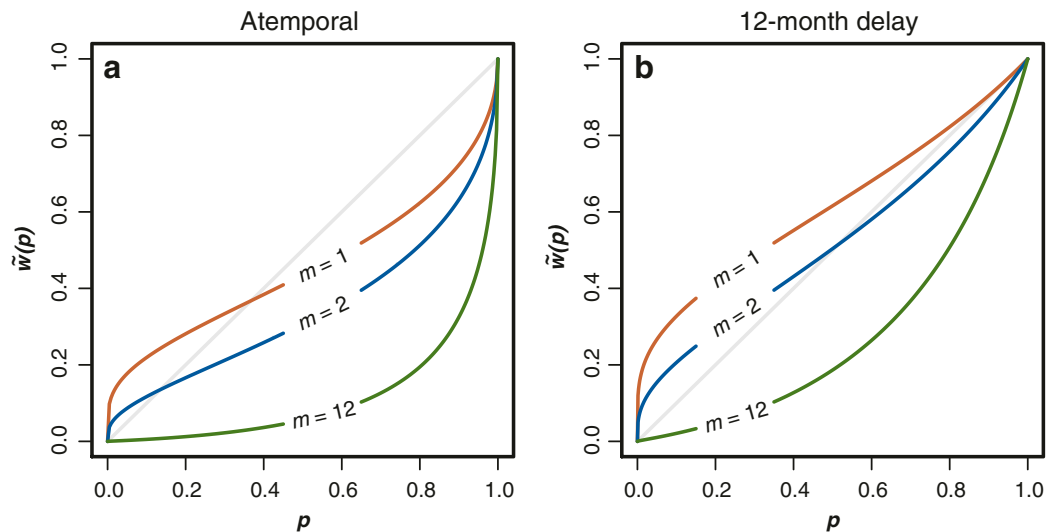 Atemporal
a
1.0
0.8
0.6
0.4
0.2
0.0
w̃(p)
m = 1
m = 2
m = 12
0.0 0.2 0.4 0.6 0.8 1.0
p
12-month delay
b
1.0
0.8
0.6
0.4
0.2
0.0
w̃(p)
m = 1
m = 2
m = 12
0.0 0.2 0.4 0.6 0.8 1.0
p